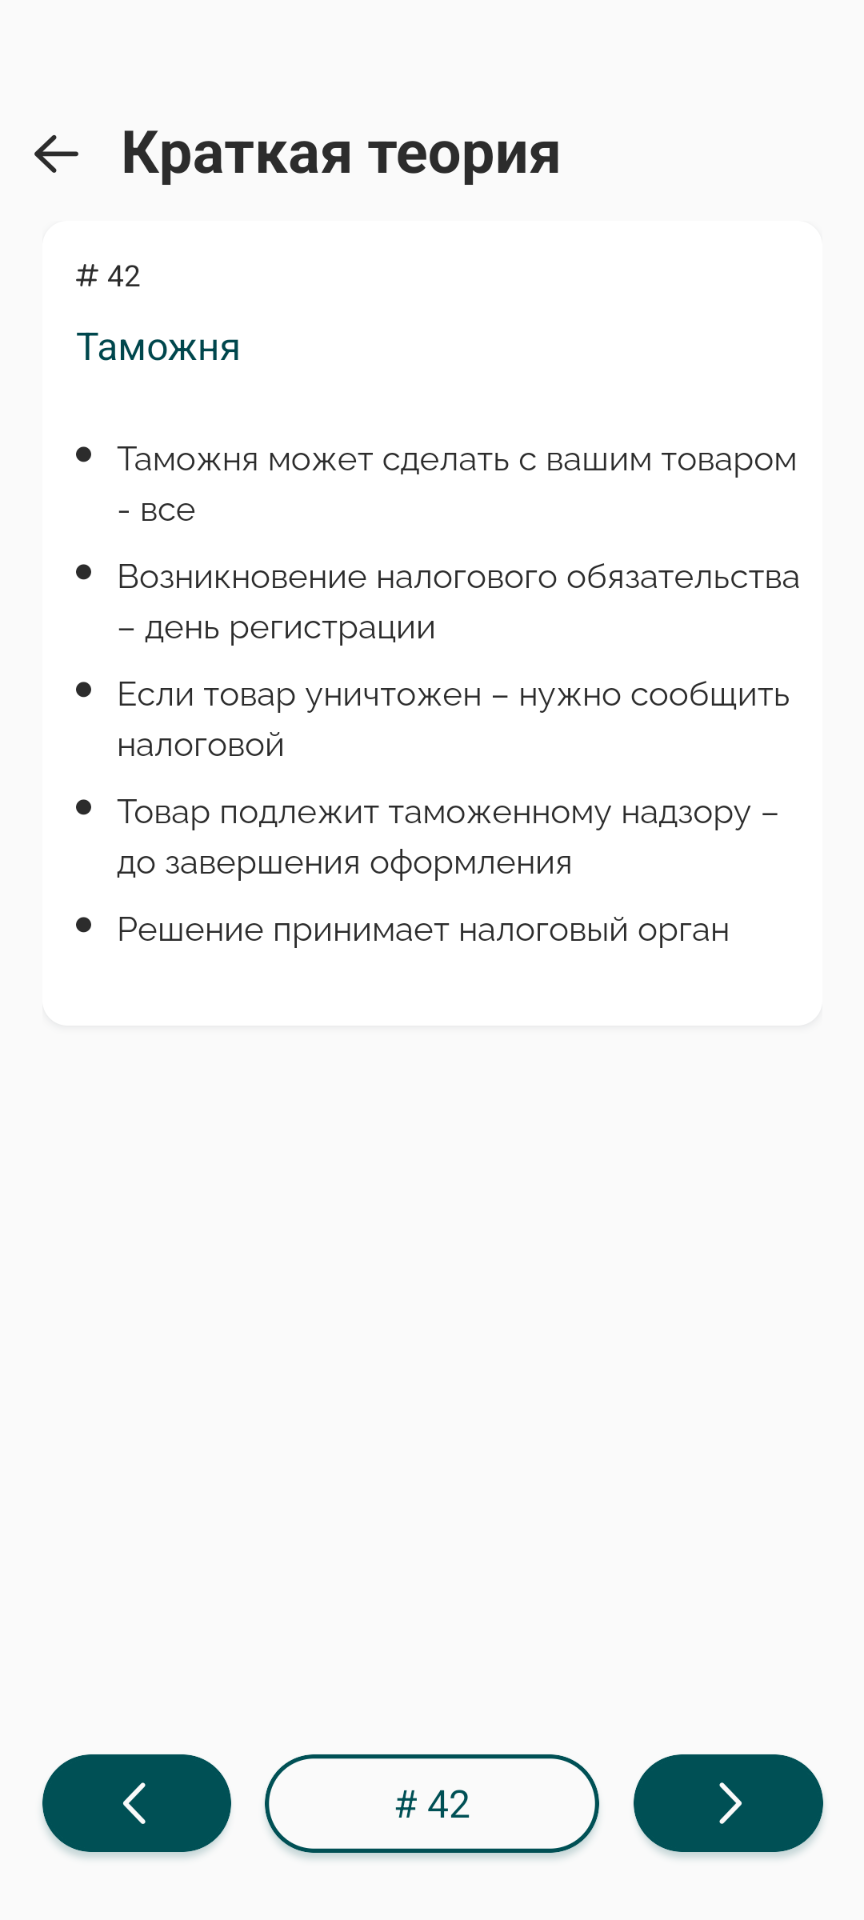 Краткая теория
# 42
Таможня
• Таможня может сделать с вашим товаром
- все
• Возникновение налогового обязательства
– день регистрации
• Если товар уничтожен – нужно сообщить
налоговой
• Товар подлежит таможенному надзору –
до завершения оформления
• Решение принимает налоговый орган
# 42